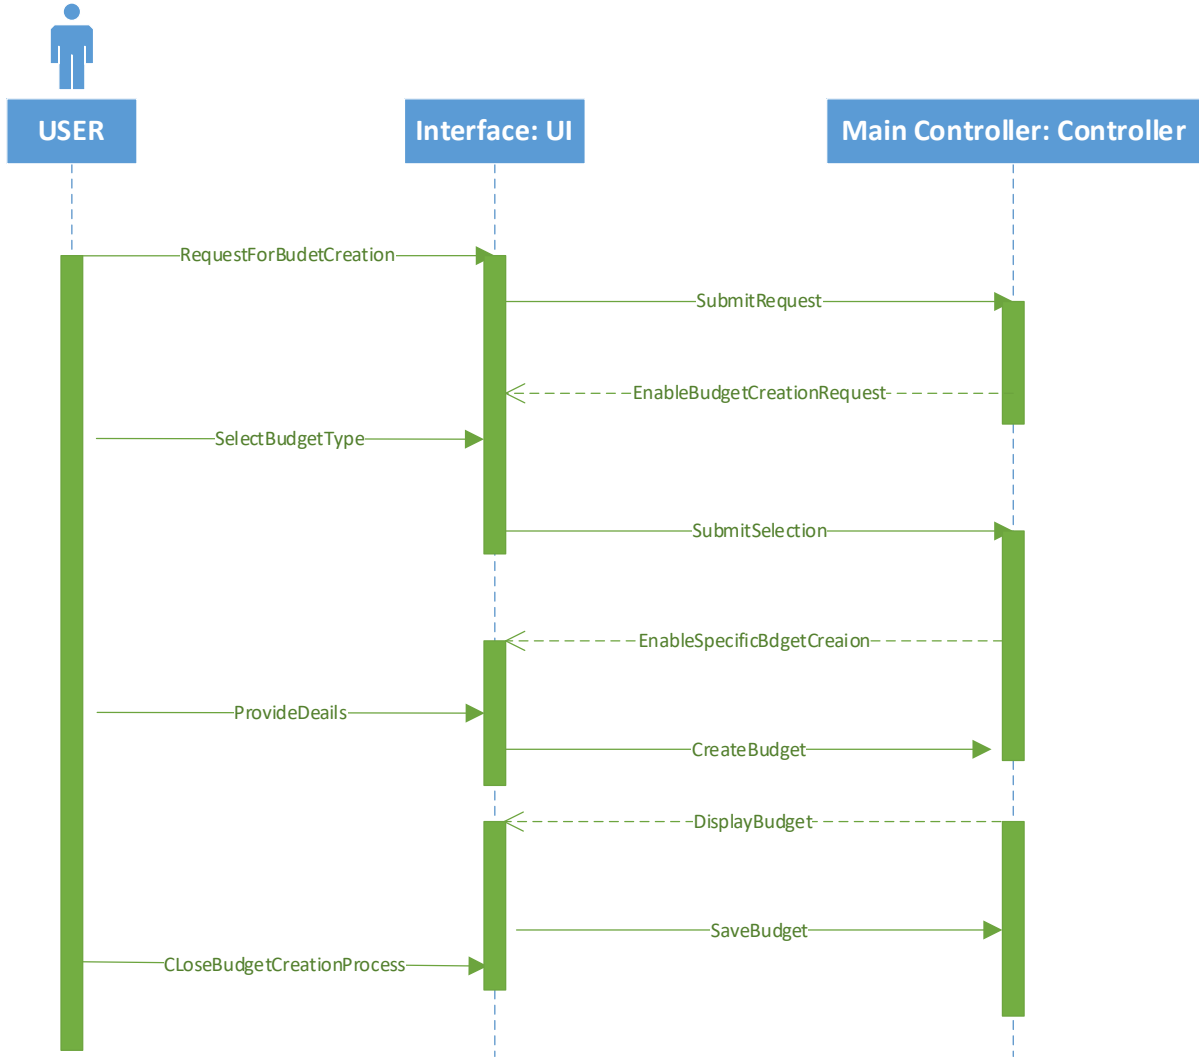 USER
Interface: UI
Main Controller: Controller
RequestForBudetCreation
SubmitRequest
EnableBudgetCreationRequest
SelectBudgetType
SubmitSelection
EnableSpecificBdgetCreaion
ProvideDeails
CreateBudget
DisplayBudget
SaveBudget
CLoseBudgetCreationProcess